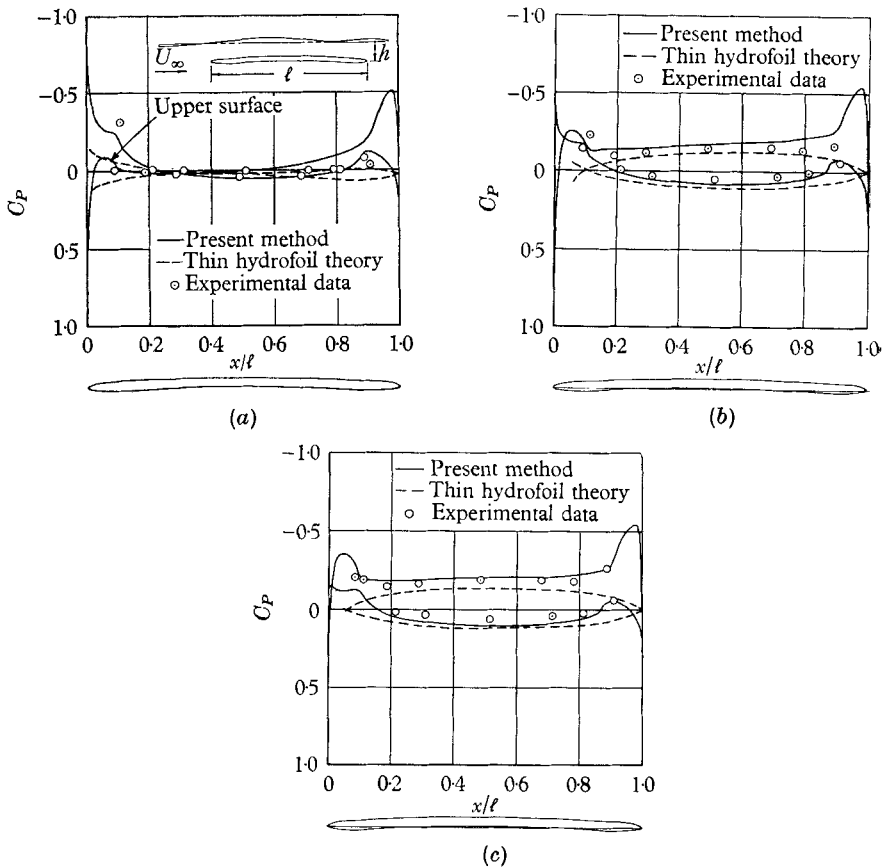 −1·0
−0·5
0
0·5
1·0
C_P
U_∞
ℓ
h
Upper surface
Present method
Thin hydrofoil theory
Experimental data
0 0·2 0·4 0·6 0·8 1·0
x/ℓ
(a)
−1·0
−0·5
0
0·5
1·0
C_P
Present method
Thin hydrofoil theory
Experimental data
0 0·2 0·4 0·6 0·8 1·0
x/ℓ
(b)
−1·0
−0·5
0
0·5
1·0
C_P
Present method
Thin hydrofoil theory
Experimental data
0 0·2 0·4 0·6 0·8 1·0
x/ℓ
(c)